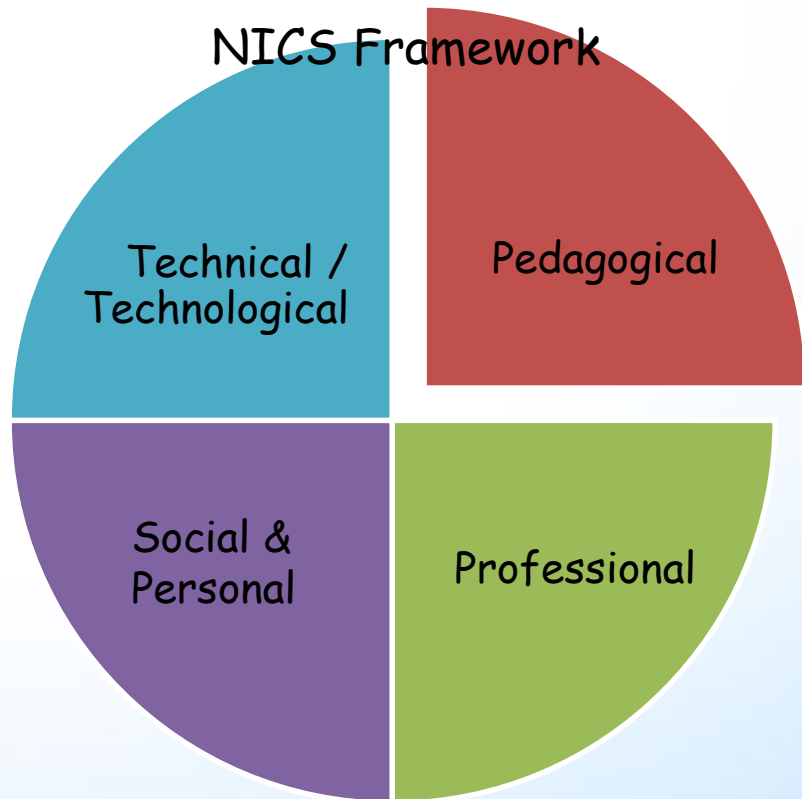 NICS Framework
Technical /
Technological
Pedagogical
Social &
Personal
Professional